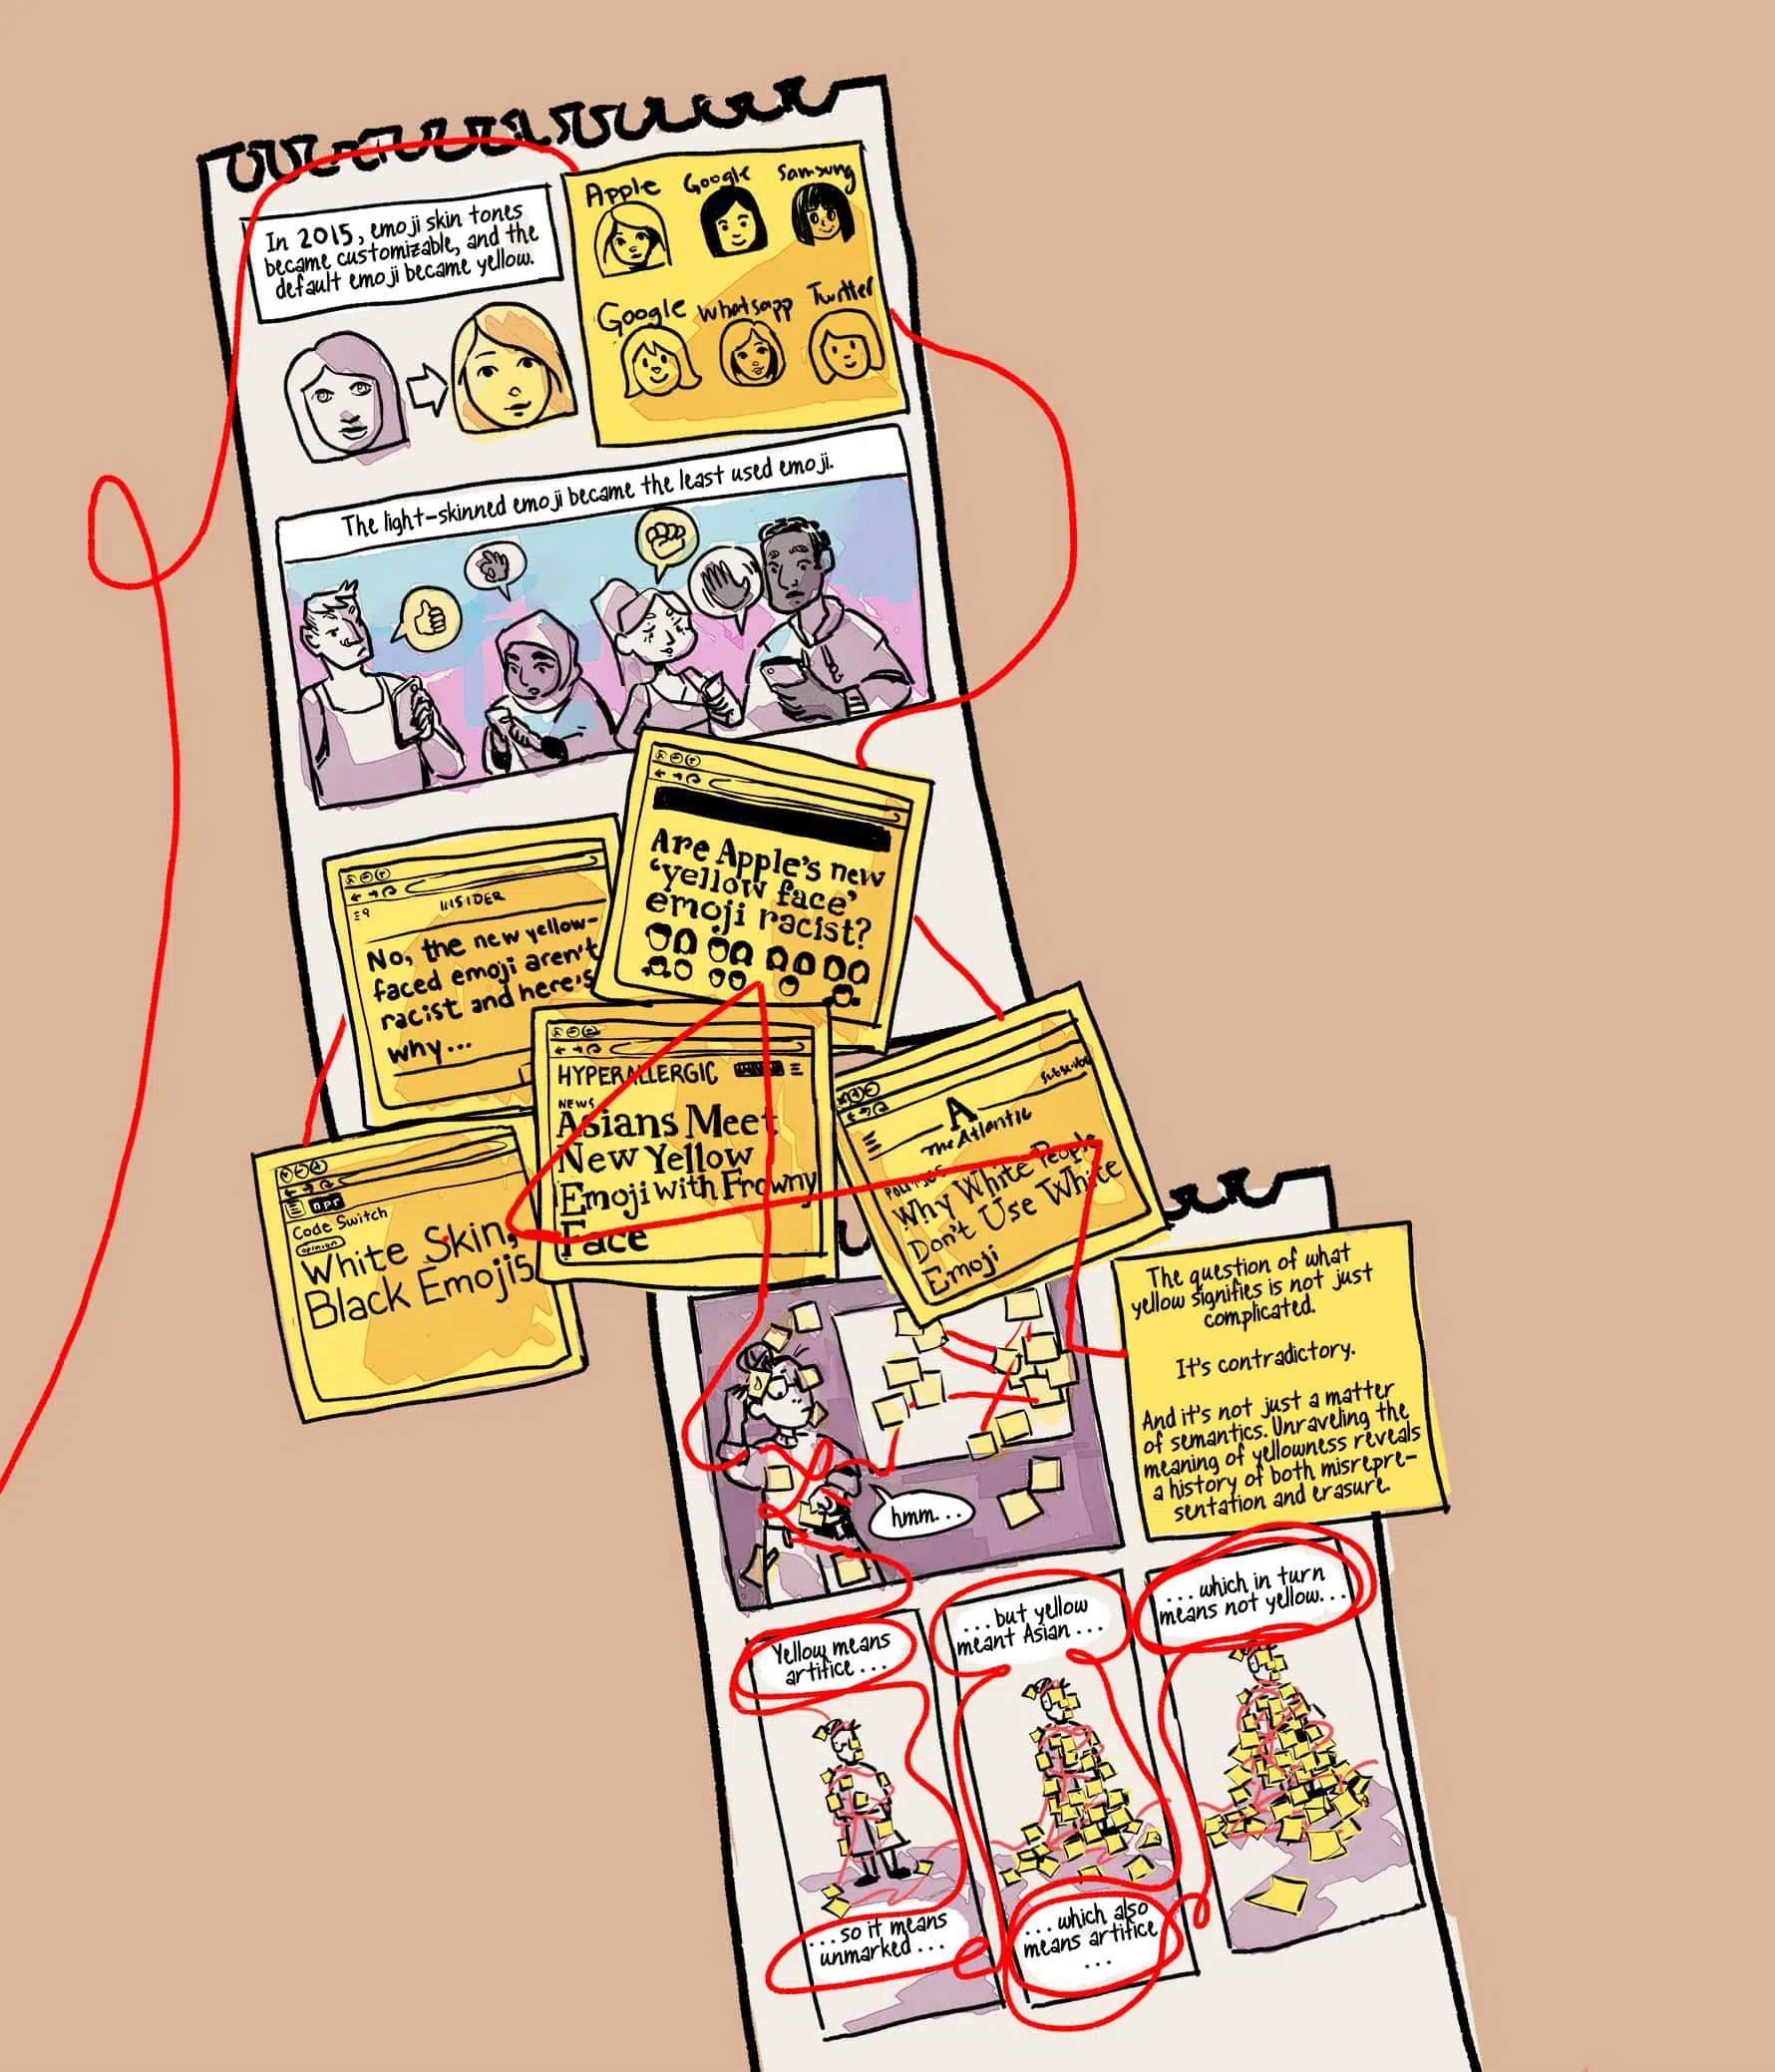 In 2015, emoji skin tones
became customizable, and the
default emoji became yellow.
Apple
Google
Samsung
Google
Whatsapp
Twitter
The light-skinned emoji became the least used emoji.
Are Apple's new
'yellow face'
emoji racist?
INSIDER
No, the new yellow-
faced emoji aren't
racist and here's
why...
HYPERALLERGIC
NEWS
Asians Meet
New Yellow
Emoji with Frowny
Face
Subscribe
A
The Atlantic
POLITICS
Why White People
Don't Use White
Emoji
npr
Code Switch
opinion
White Skin,
Black Emojis
The question of what
yellow signifies is not just
complicated.
It's contradictory.
And it's not just a matter
of semantics. Unraveling the
meaning of yellowness reveals
a history of both misrepre-
sentation and erasure.
hmm...
Yellow means
artifice...
...so it means
unmarked...
...but yellow
meant Asian...
...which also
means artifice
...
...which in turn
means not yellow...